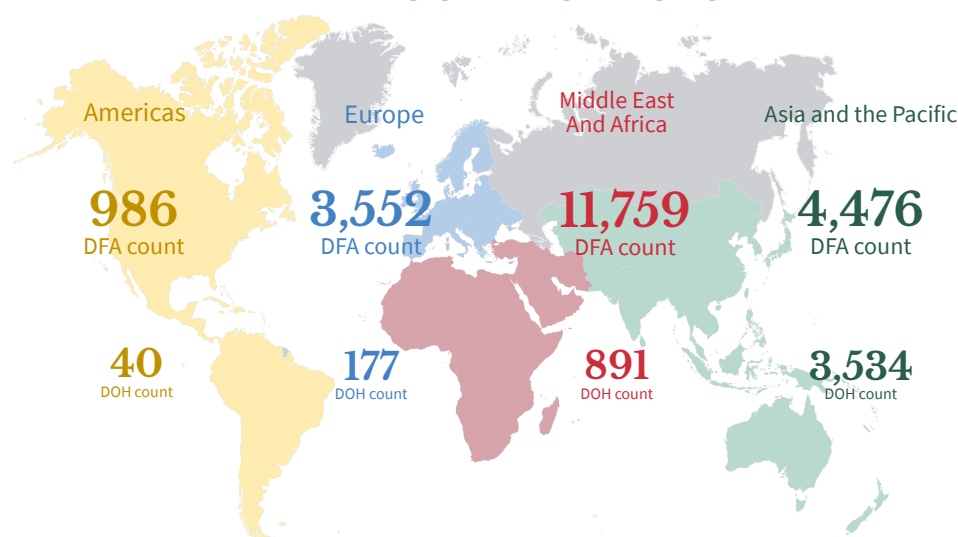 Americas
Europe
Middle East
And Africa
Asia and the Pacific
986
DFA count
3,552
DFA count
11,759
DFA count
4,476
DFA count
40
DOH count
177
DOH count
891
DOH count
3,534
DOH count